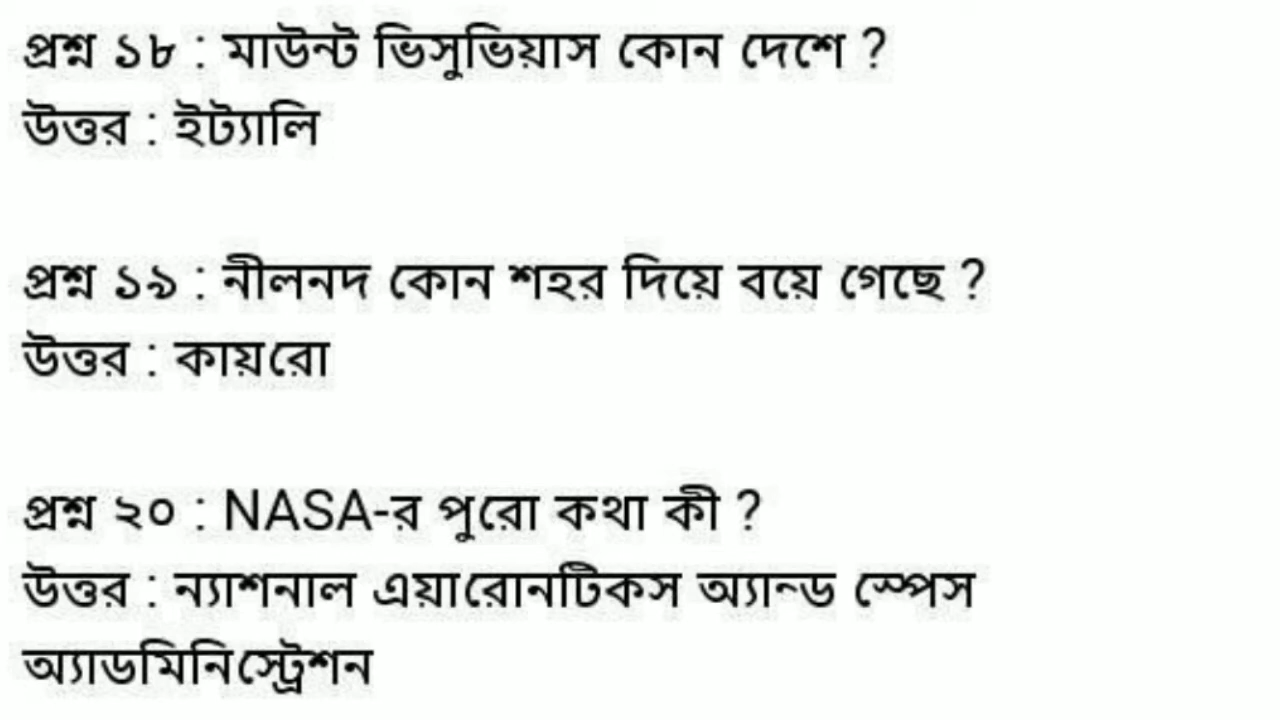 প্রশ্ন ১৮ : মাউন্ট ভিসুভিয়াস কোন দেশে ?
উত্তর : ইট্যালি
প্রশ্ন ১৯ : নীলনদ কোন শহর দিয়ে বয়ে গেছে ?
উত্তর : কায়রো
প্রশ্ন ২০ : NASA-র পুরো কথা কী ?
উত্তর : ন্যাশনাল এয়ারোনটিকস অ্যান্ড স্পেস
অ্যাডমিনিস্ট্রেশন